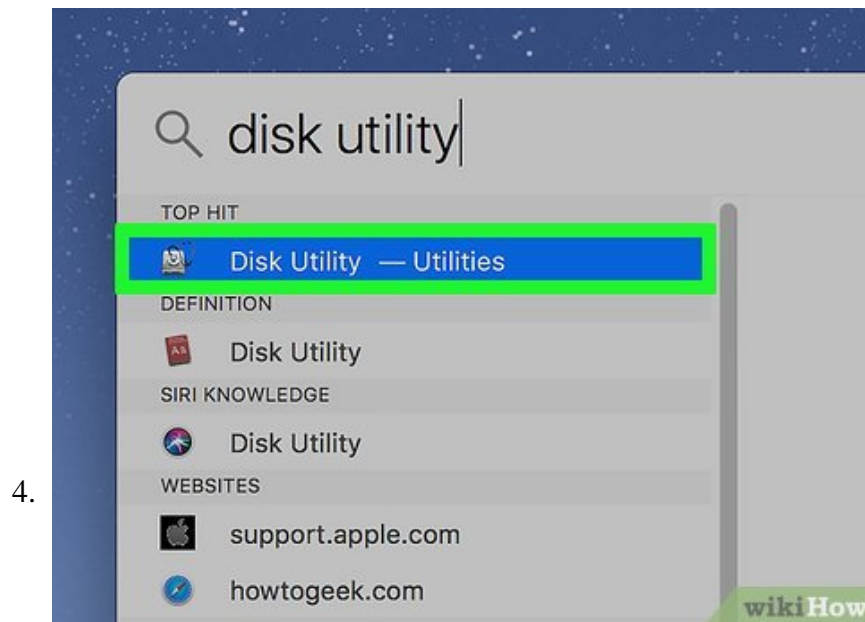 disk utility
TOP HIT
Disk Utility — Utilities
DEFINITION
Aa
Disk Utility
SIRI KNOWLEDGE
Disk Utility
4.
WEBSITES
support.apple.com
howtogeek.com
wikiHow